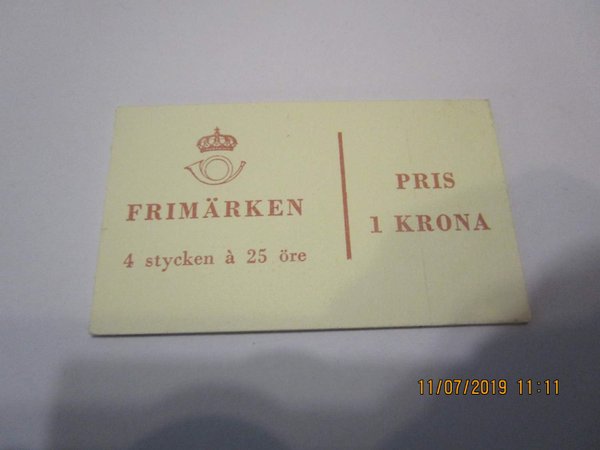 FRIMÄRKEN
4 stycken à 25 öre
PRIS
1 KRONA
11/07/2019 11:11